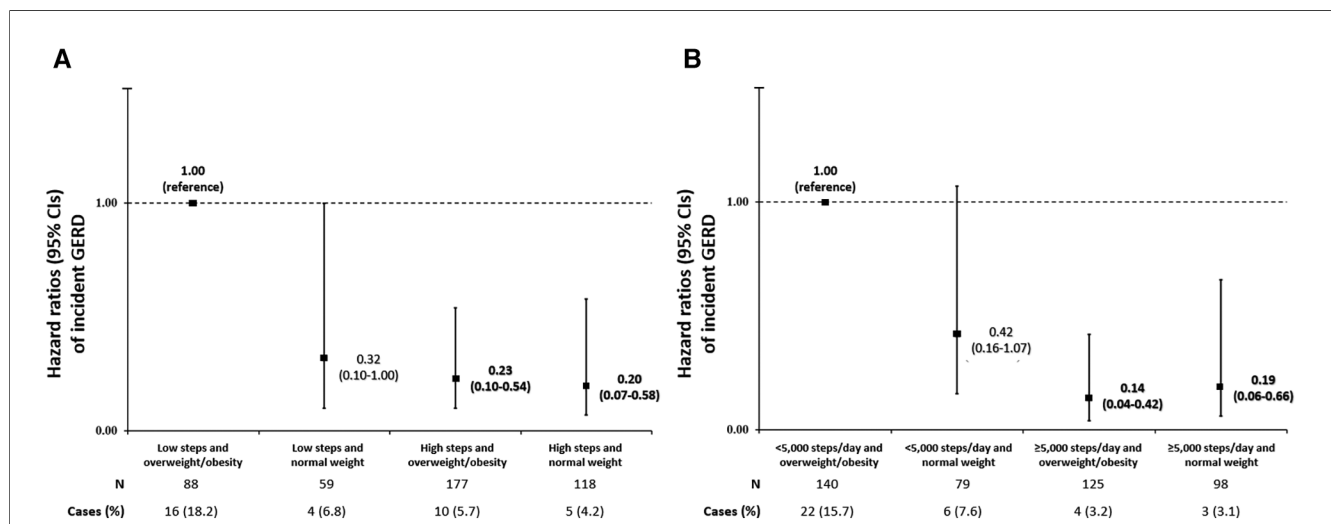 A
Hazard ratios (95% CIs)
of incident GERD
1.00
0.00
1.00
(reference)
0.32
(0.10-1.00)
0.23
(0.10-0.54)
0.20
(0.07-0.58)
Low steps and
overweight/obesity
Low steps and
normal weight
High steps and
overweight/obesity
High steps and
normal weight
N 88 59 177 118
Cases (%) 16 (18.2) 4 (6.8) 10 (5.7) 5 (4.2)
B
Hazard ratios (95% CIs)
of incident GERD
1.00
0.00
1.00
(reference)
0.42
(0.16-1.07)
0.14
(0.04-0.42)
0.19
(0.06-0.66)
<5,000 steps/day and
overweight/obesity
<5,000 steps/day and
normal weight
≥5,000 steps/day and
overweight/obesity
≥5,000 steps/day and
normal weight
N 140 79 125 98
Cases (%) 22 (15.7) 6 (7.6) 4 (3.2) 3 (3.1)